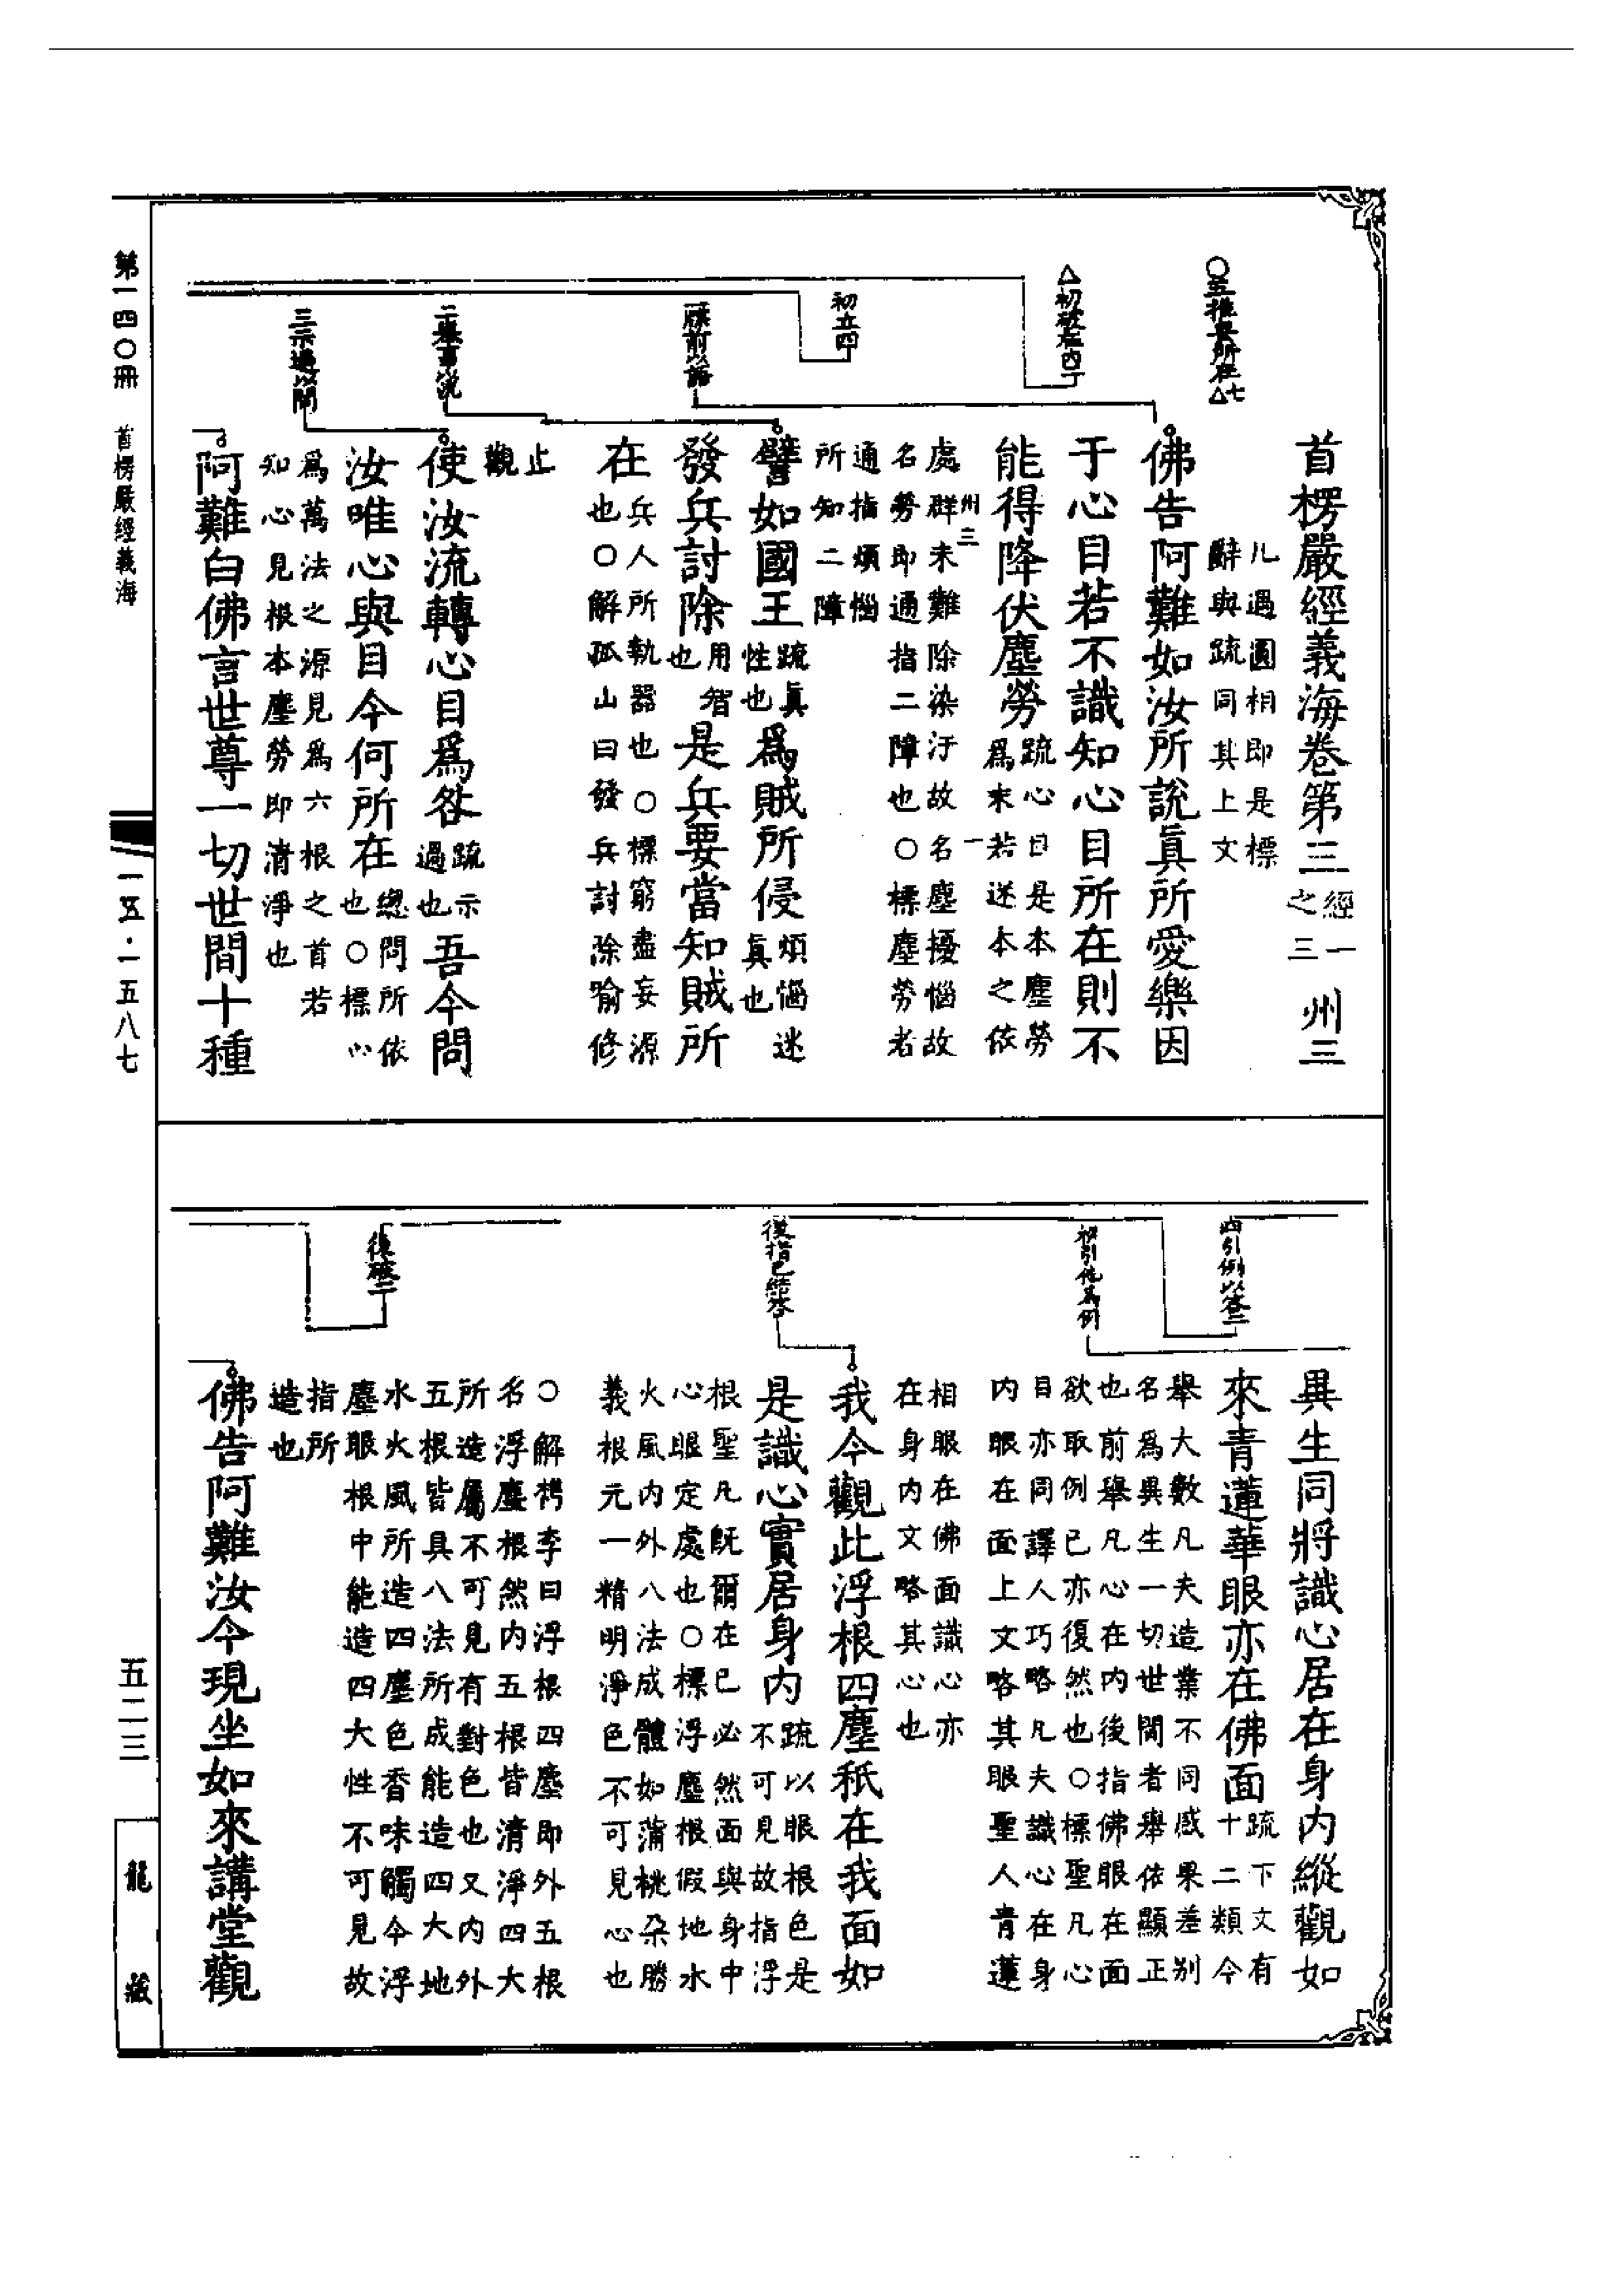 首楞嚴經義海卷第三 經一之三 州三
凡遇圓相即是標
辭與疏同其上文
○五推眞所在七△
佛告阿難如汝所說眞所愛樂因
于心目若不識知心目所在則不
△初破在內二
能得降伏塵勞 疏心目是本塵勞
爲末若迷本之依
州三 一
處群末難除染汙故名塵擾惱故
名勞即通指二障也○標塵勞者
通指煩惱
所知二障
初立四
譬如國王 疏眞
性也 爲賊所侵 煩惱迷
眞也
一牒前以語
發兵討除 用智
也 是兵要當知賊所
在 兵人所執器也○標窮盡妄源
也○解孤山曰發兵討除喻修
止
觀
二舉事以況
使汝流轉心目爲咎 疏示
過也 吾今問
汝唯心與目今何所在 總問所依
也○標心
三示過以問
爲萬法之源見爲六根之首若
知心見根本塵勞即清淨也
阿難白佛言世尊一切世間十種
異生同將識心居在身內縱觀如
四引例以答二
來青蓮華眼亦在佛面 疏下文有
十二類今
舉大數凡夫造業不同感果差別
名爲異生一切世間者舉依顯正
也前舉凡心在內後指佛眼在面
欲取例已亦復然也○標聖凡心
初引他爲例
目亦同譯人巧略凡夫識心在身
內眼在面上文略其眼聖人青蓮
相眼在佛面識心亦
在身內文略其心也
我今觀此浮根四塵秖在我面如
後指已結答
是識心實居身內 疏以眼根色是
不可見故指浮
根聖凡既爾在已必然面與身中
心眼定處也○標浮塵根假地水
火風內外八法成體如蒲桃朵勝
義根元一精明淨色不可見心也
○解檇李曰浮根四塵即外五根
名浮塵根然內五根皆清淨四大
所造屬不可見有對色也又內外
五根皆具八法所成能造四大地
水火風所造四塵色香味觸今浮
塵眼根中能造四大性不可見故
指所
造也
後破二
佛告阿難汝今現坐如來講堂觀
第一四〇冊 首楞嚴經義海
一五·一五八七
五二三
龍藏